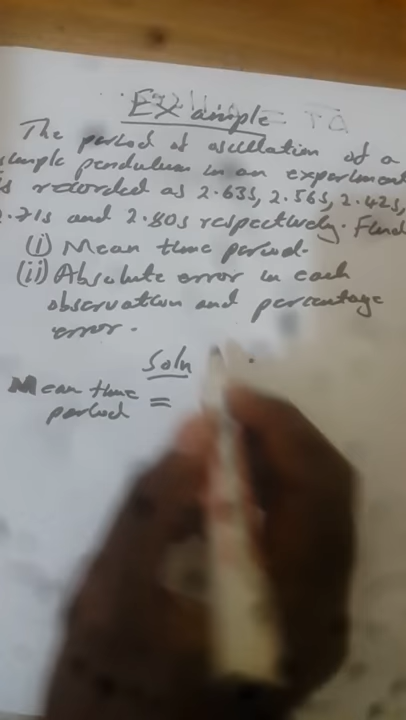 Example
The period of oscillation of a
simple pendulum in an experiment
is recorded as 2.63s, 2.56s, 2.42s,
2.71s and 2.80s respectively. Find
(i) Mean time period.
(ii) Absolute error in each
observation and percentage
error.
Soln
Mean time
period =